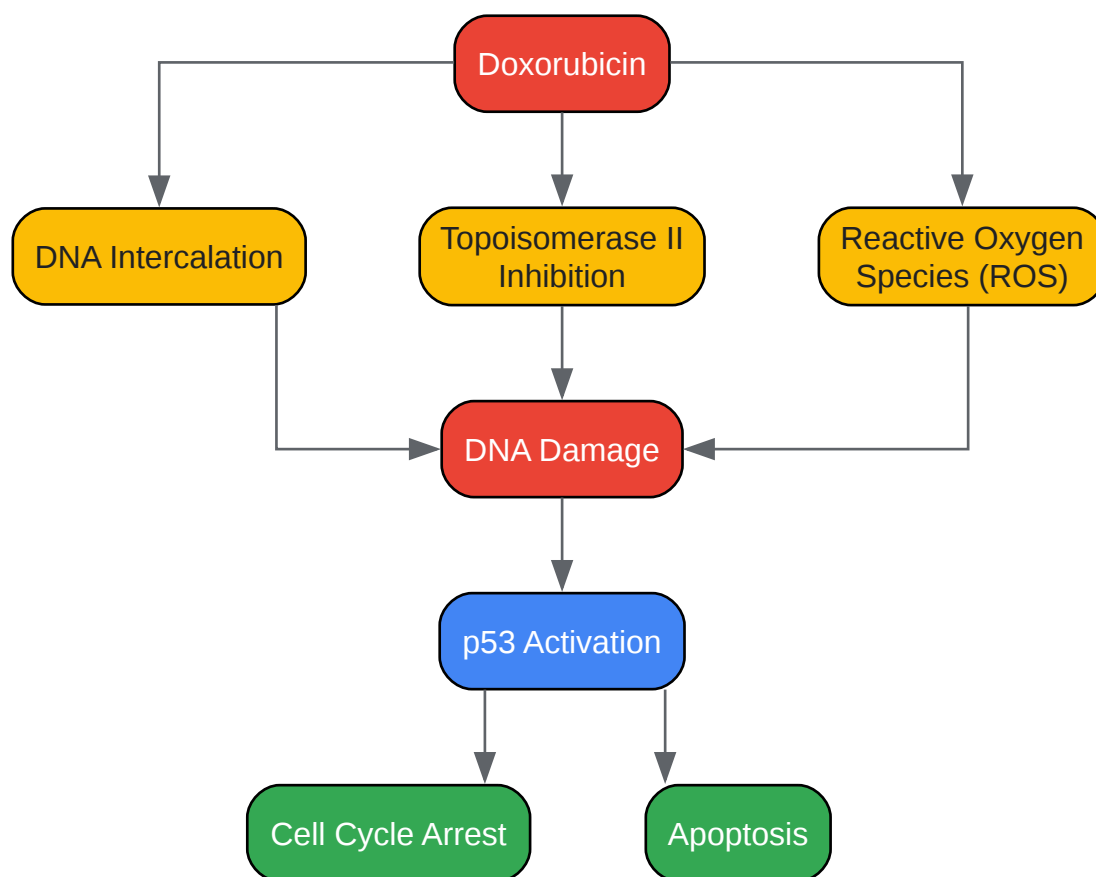 Doxorubicin
DNA Intercalation
Topoisomerase II
Inhibition
Reactive Oxygen
Species (ROS)
DNA Damage
p53 Activation
Cell Cycle Arrest
Apoptosis